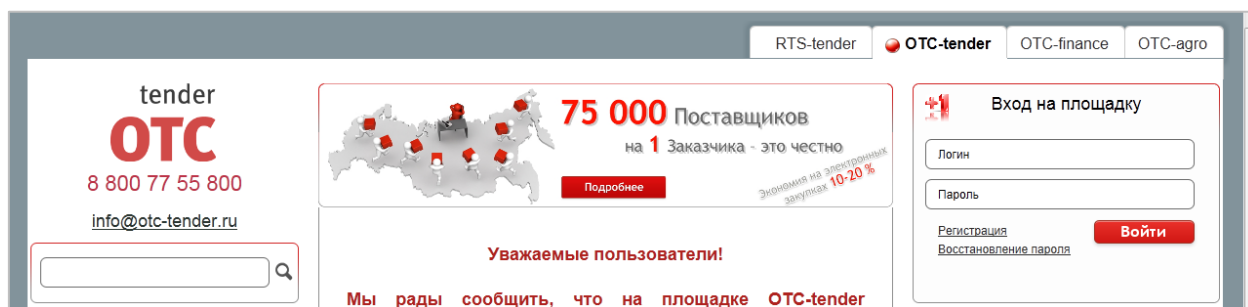 RTS-tender
OTC-tender
OTC-finance
OTC-agro
tender
OTC
8 800 77 55 800
info@otc-tender.ru
75 000 Поставщиков
на 1 Заказчика - это честно
Подробнее
Экономия на электронных
закупках 10-20 %
Уважаемые пользователи!
Мы рады сообщить, что на площадке OTC-tender
+1
Вход на площадку
Логин
Пароль
Регистрация
Войти
Восстановление пароля